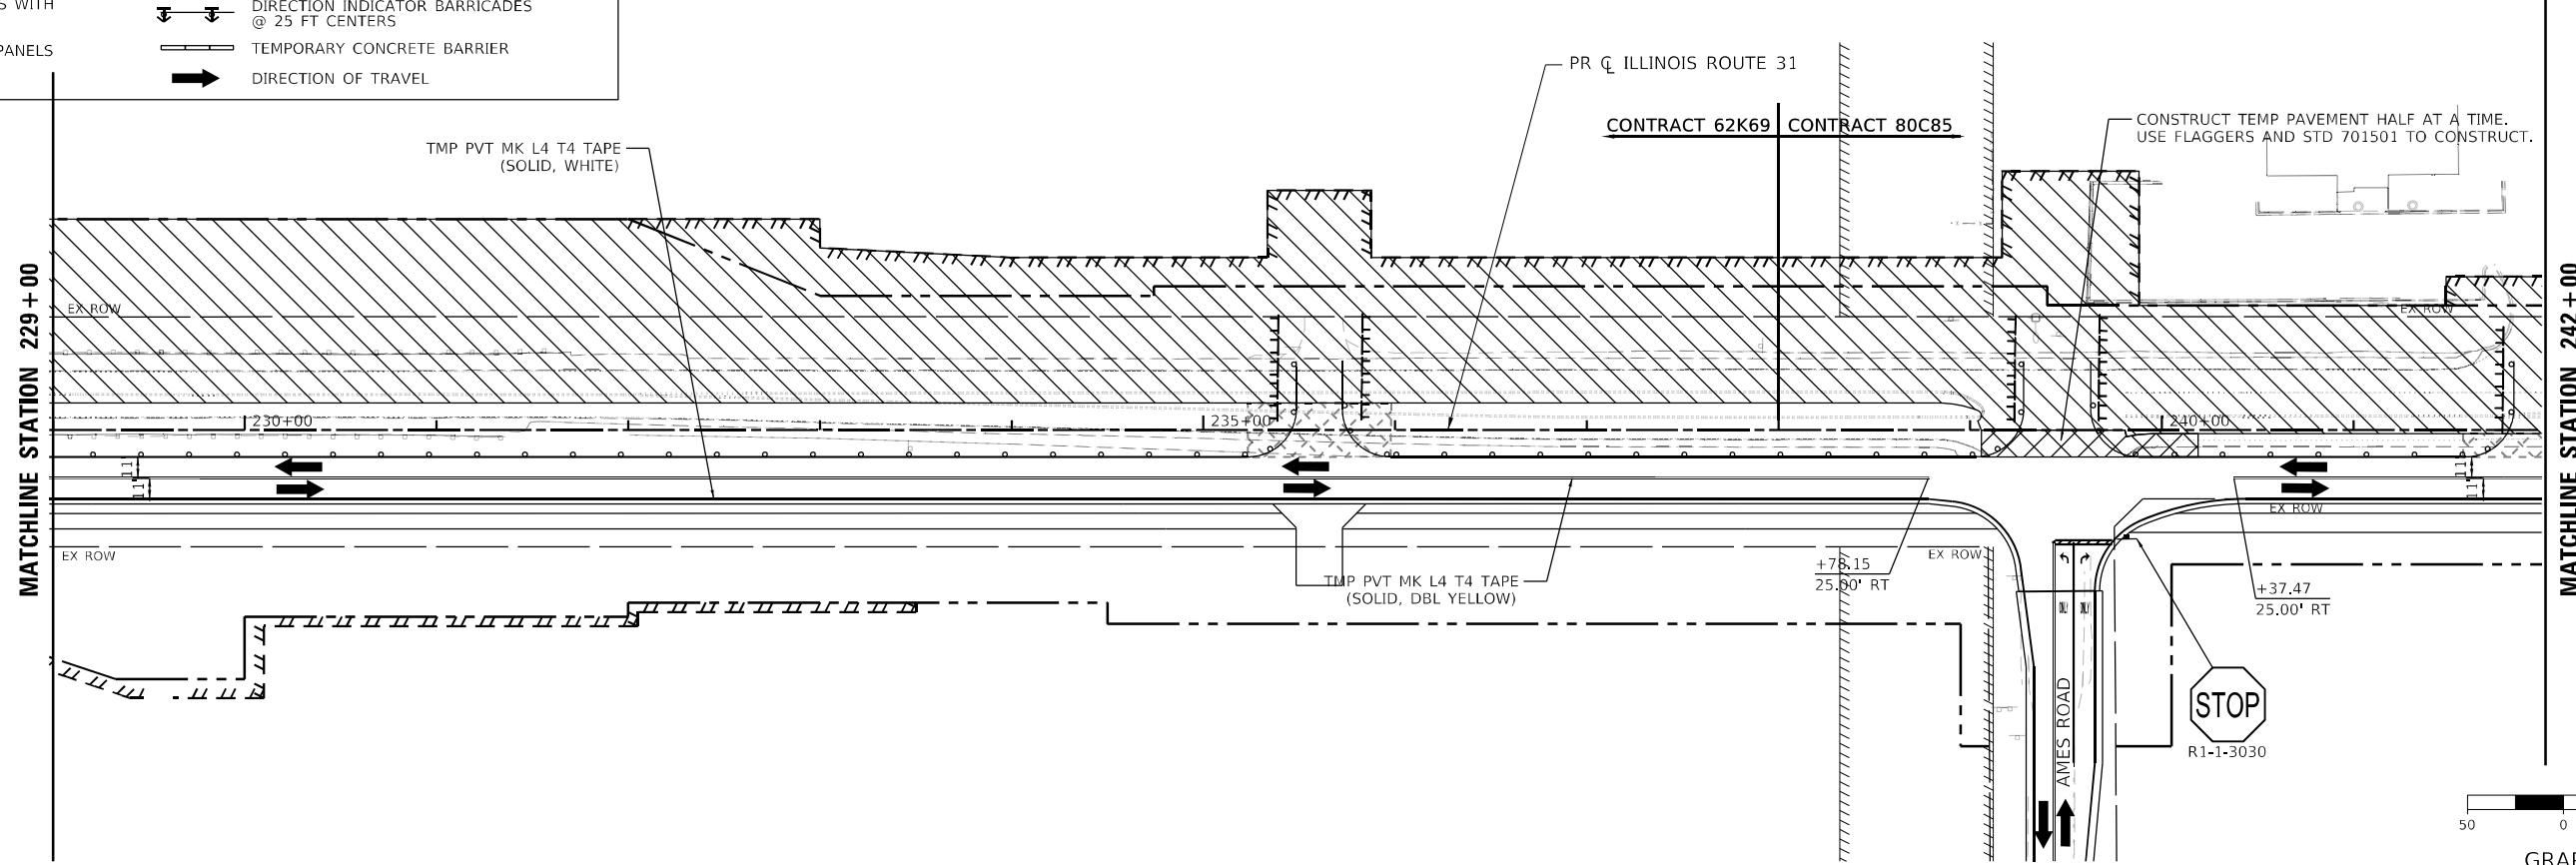 S WITH
DIRECTION INDICATOR BARRICADES
@ 25 FT CENTERS
PANELS
TEMPORARY CONCRETE BARRIER
DIRECTION OF TRAVEL
PR ℄ ILLINOIS ROUTE 31
CONTRACT 62K69
CONTRACT 80C85
CONSTRUCT TEMP PAVEMENT HALF AT A TIME.
USE FLAGGERS AND STD 701501 TO CONSTRUCT.
TMP PVT MK L4 T4 TAPE
(SOLID, WHITE)
MATCHLINE STATION 229+00
EX ROW
EX ROW
MATCHLINE STATION 242+00
230+00
235+00
240+00
11'
11'
11'
11'
EX ROW
EX ROW
EX ROW
TMP PVT MK L4 T4 TAPE
(SOLID, DBL YELLOW)
+78.15
25.00' RT
+37.47
25.00' RT
ONLY
ONLY
AMES ROAD
STOP
R1-1-3030
50
0
GRA